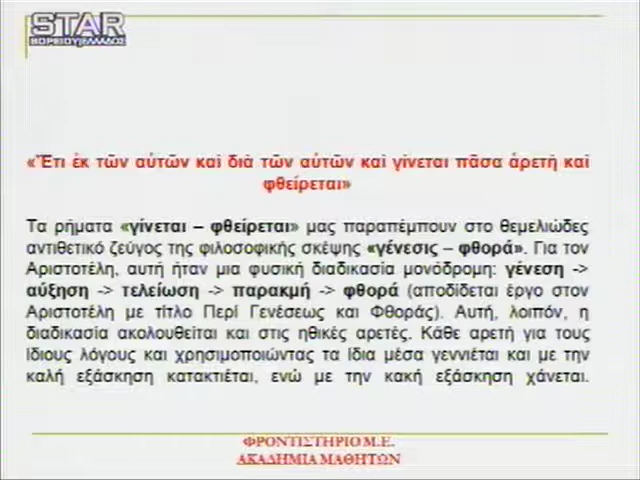 STAR
ΒΟΡΕΙΟΥ ΕΛΛΑΔΟΣ
«Ἔτι ἐκ τῶν αὐτῶν καὶ διὰ τῶν αὐτῶν καὶ γίνεται πᾶσα ἀρετὴ καὶ
φθείρεται»
Τα ρήματα «γίνεται – φθείρεται» μας παραπέμπουν στο θεμελιώδες
αντιθετικό ζεύγος της φιλοσοφικής σκέψης «γένεσις – φθορά». Για τον
Αριστοτέλη, αυτή ήταν μια φυσική διαδικασία μονόδρομη: γένεση ->
αύξηση -> τελείωση -> παρακμή -> φθορά (αποδίδεται έργο στον
Αριστοτέλη με τίτλο Περί Γενέσεως και Φθοράς). Αυτή, λοιπόν, η
διαδικασία ακολουθείται και στις ηθικές αρετές. Κάθε αρετή για τους
ίδιους λόγους και χρησιμοποιώντας τα ίδια μέσα γεννιέται και με την
καλή εξάσκηση κατακτιέται, ενώ με την κακή εξάσκηση χάνεται.
ΦΡΟΝΤΙΣΤΗΡΙΟ Μ.Ε.
ΑΚΑΔΗΜΙΑ ΜΑΘΗΤΩΝ